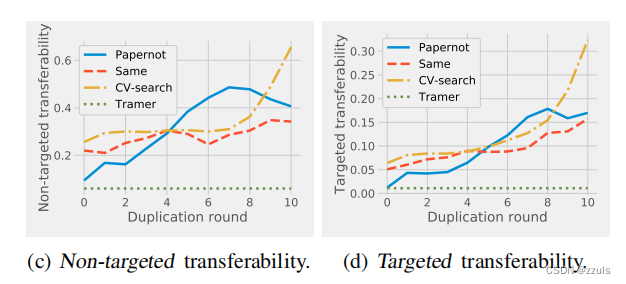 Non-targeted transferability
0.6
0.4
0.2
Papernot
Same
CV-search
Tramer
0 2 4 6 8 10
Duplication round
(c) Non-targeted transferability.
Targeted transferability
0.30
0.25
0.20
0.15
0.10
0.05
0.00
Papernot
Same
CV-search
Tramer
0 2 4 6 8 10
Duplication round
(d) Targeted transferability.
CSDN @zzuls